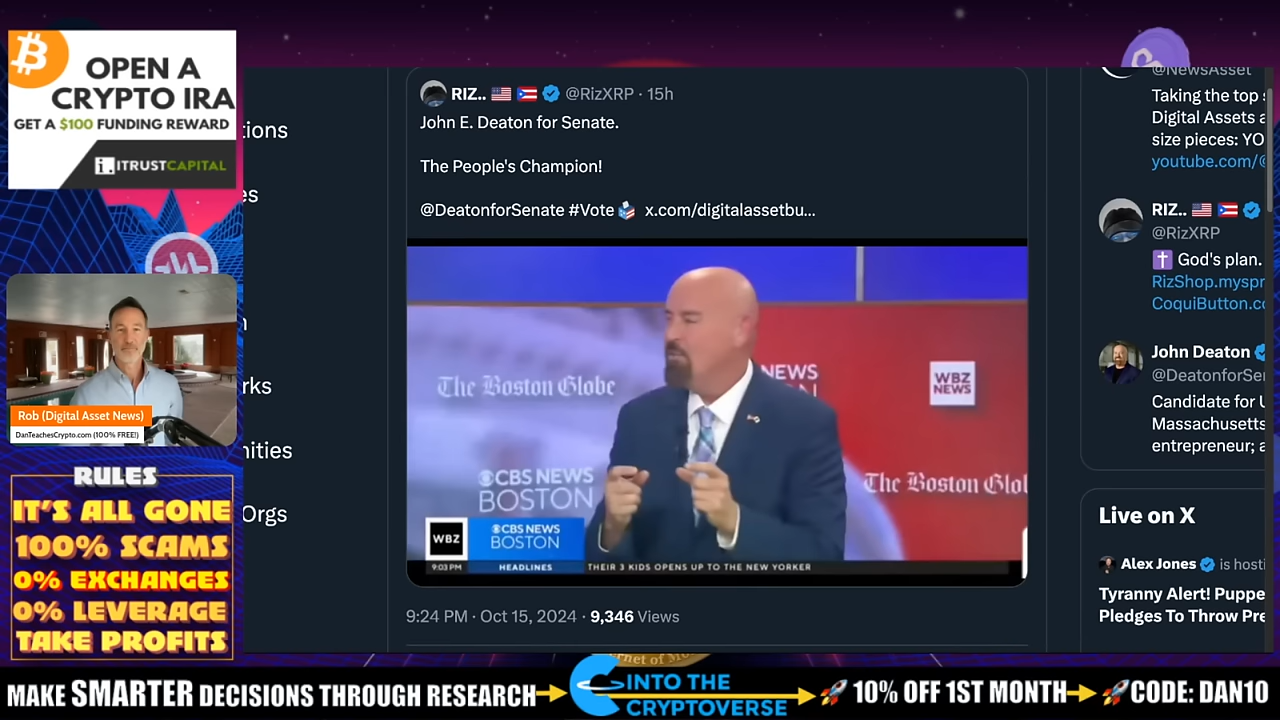 OPEN A
CRYPTO IRA
GET A $100 FUNDING REWARD
i. ITRUSTCAPITAL
Rob (Digital Asset News)
DanTeachesCrypto.com (100% FREE!)
RULES
IT'S ALL GONE
100% SCAMS
0% EXCHANGES
0% LEVERAGE
TAKE PROFITS
Orgs
RIZ.. @RizXRP · 15h
John E. Deaton for Senate.
The People's Champion!
@DeatonforSenate #Vote x.com/digitalassetbu...
The Boston Globe
NEWS
WBZ
NEWS
CBS NEWS
BOSTON
The Boston Glo
WBZ
CBS NEWS
BOSTON
9:03 PM HEADLINES THEIR 3 KIDS OPENS UP TO THE NEW YORKER
9:24 PM · Oct 15, 2024 · 9,346 Views
@NewsAsset
Taking the top
Digital Assets a
size pieces: YO
youtube.com/@
RIZ..
@RizXRP
God's plan.
RizShop.myspr
CoquiButton.co
John Deaton
@DeatonforSe
Candidate for U
Massachusetts
entrepreneur; a
Live on X
Alex Jones is hosti
Tyranny Alert! Puppe
Pledges To Throw Pre
MAKE SMARTER DECISIONS THROUGH RESEARCH
INTO THE
CRYPTOVERSE
10% OFF 1ST MONTH
CODE: DAN10